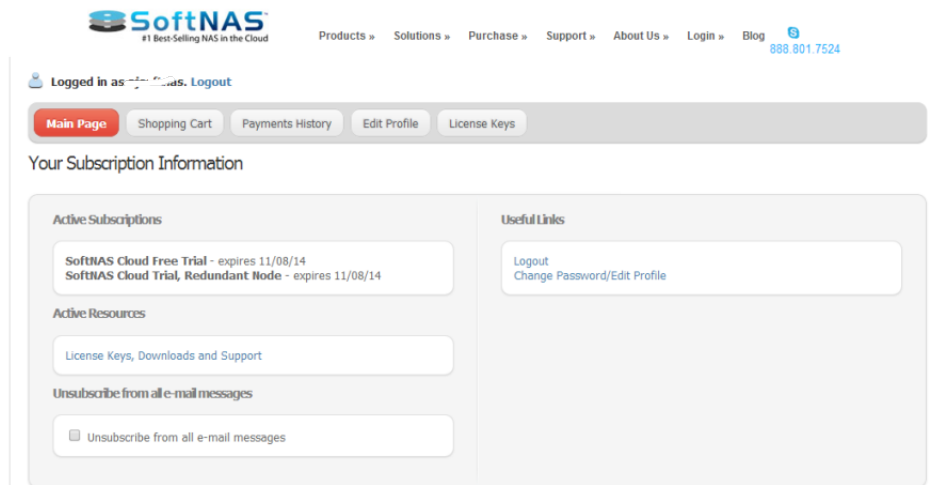 SoftNAS
#1 Best-Selling NAS in the Cloud
Products » Solutions » Purchase » Support » About Us » Login » Blog
888.801.7524
Logged in as Logout
Main Page Shopping Cart Payments History Edit Profile License Keys
Your Subscription Information
Active Subscriptions
SoftNAS Cloud Free Trial - expires 11/08/14
SoftNAS Cloud Trial, Redundant Node - expires 11/08/14
Active Resources
License Keys, Downloads and Support
Unsubscribe from all e-mail messages
Unsubscribe from all e-mail messages
Useful Links
Logout
Change Password/Edit Profile